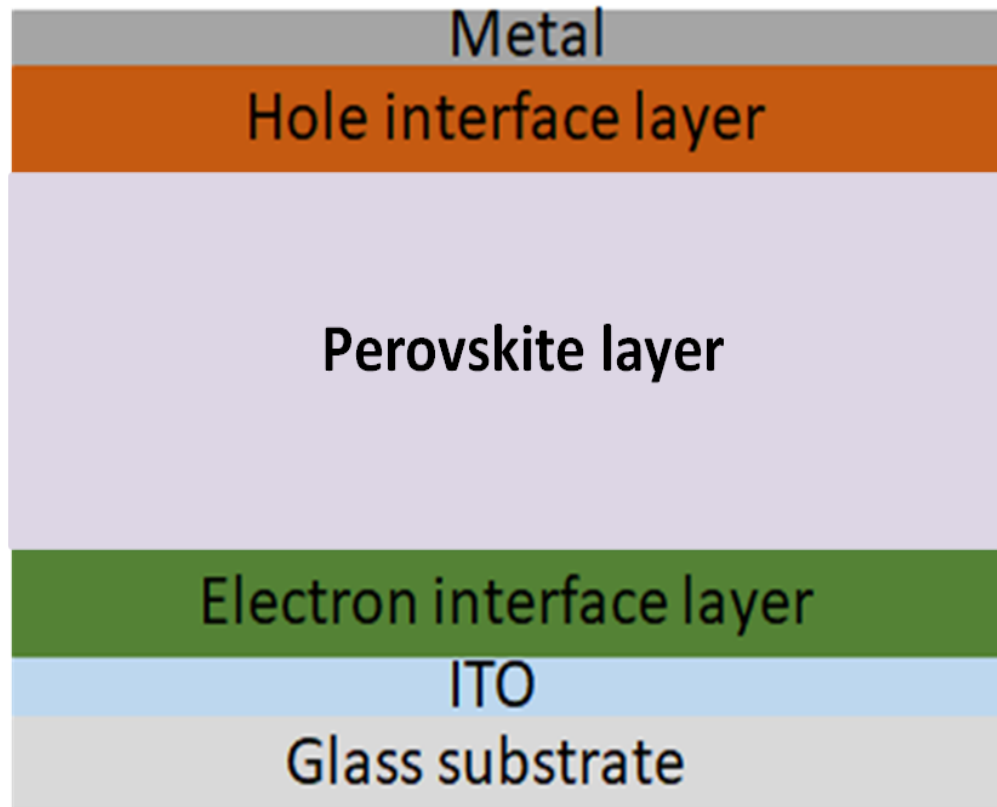 Metal
Hole interface layer
Perovskite layer
Electron interface layer
ITO
Glass substrate